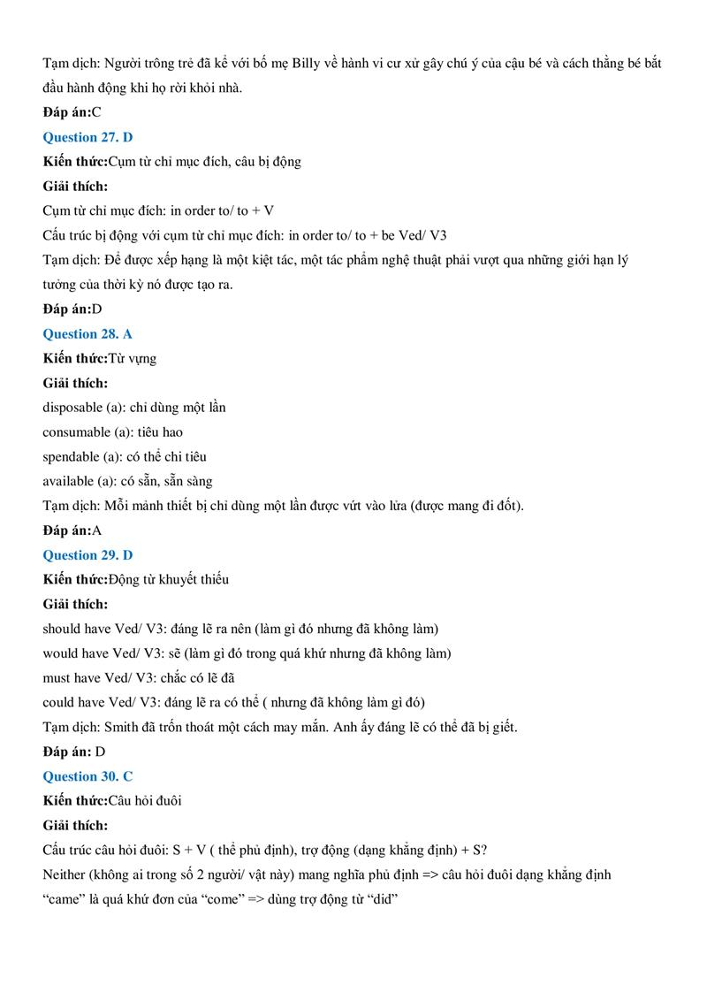 Tạm dịch: Người trông trẻ đã kể với bố mẹ Billy về hành vi cư xử gây chú ý của cậu bé và cách thằng bé bắt
đầu hành động khi họ rời khỏi nhà.
Đáp án:C
Question 27. D
Kiến thức:Cụm từ chỉ mục đích, câu bị động
Giải thích:
Cụm từ chỉ mục đích: in order to/ to + V
Cấu trúc bị động với cụm từ chỉ mục đích: in order to/ to + be Ved/ V3
Tạm dịch: Để được xếp hạng là một kiệt tác, một tác phẩm nghệ thuật phải vượt qua những giới hạn lý
tưởng của thời kỳ nó được tạo ra.
Đáp án:D
Question 28. A
Kiến thức:Từ vựng
Giải thích:
disposable (a): chỉ dùng một lần
consumable (a): tiêu hao
spendable (a): có thể chi tiêu
available (a): có sẵn, sẵn sàng
Tạm dịch: Mỗi mảnh thiết bị chỉ dùng một lần được vứt vào lửa (được mang đi đốt).
Đáp án:A
Question 29. D
Kiến thức:Động từ khuyết thiếu
Giải thích:
should have Ved/ V3: đáng lẽ ra nên (làm gì đó nhưng đã không làm)
would have Ved/ V3: sẽ (làm gì đó trong quá khứ nhưng đã không làm)
must have Ved/ V3: chắc có lẽ đã
could have Ved/ V3: đáng lẽ ra có thể ( nhưng đã không làm gì đó)
Tạm dịch: Smith đã trốn thoát một cách may mắn. Anh ấy đáng lẽ có thể đã bị giết.
Đáp án: D
Question 30. C
Kiến thức:Câu hỏi đuôi
Giải thích:
Cấu trúc câu hỏi đuôi: S + V ( thể phủ định), trợ động (dạng khẳng định) + S?
Neither (không ai trong số 2 người/ vật này) mang nghĩa phủ định => câu hỏi đuôi dạng khẳng định
“came” là quá khứ đơn của “come” => dùng trợ động từ “did”